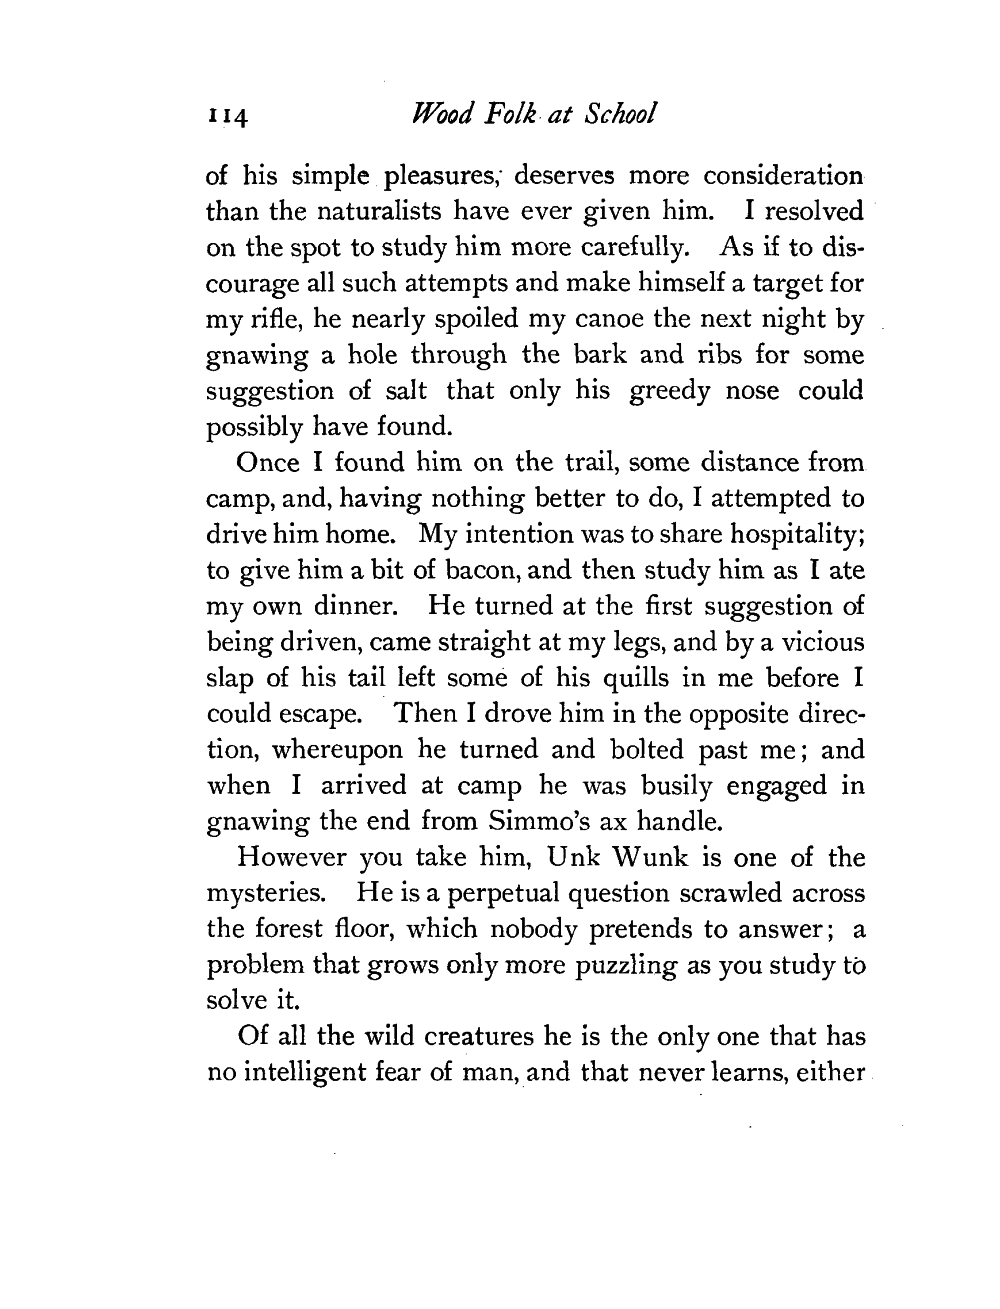 114 Wood Folk at School
of his simple pleasures, deserves more consideration
than the naturalists have ever given him. I resolved
on the spot to study him more carefully. As if to dis-
courage all such attempts and make himself a target for
my rifle, he nearly spoiled my canoe the next night by
gnawing a hole through the bark and ribs for some
suggestion of salt that only his greedy nose could
possibly have found.
Once I found him on the trail, some distance from
camp, and, having nothing better to do, I attempted to
drive him home. My intention was to share hospitality;
to give him a bit of bacon, and then study him as I ate
my own dinner. He turned at the first suggestion of
being driven, came straight at my legs, and by a vicious
slap of his tail left some of his quills in me before I
could escape. Then I drove him in the opposite direc-
tion, whereupon he turned and bolted past me; and
when I arrived at camp he was busily engaged in
gnawing the end from Simmo's ax handle.
However you take him, Unk Wunk is one of the
mysteries. He is a perpetual question scrawled across
the forest floor, which nobody pretends to answer; a
problem that grows only more puzzling as you study to
solve it.
Of all the wild creatures he is the only one that has
no intelligent fear of man, and that never learns, either